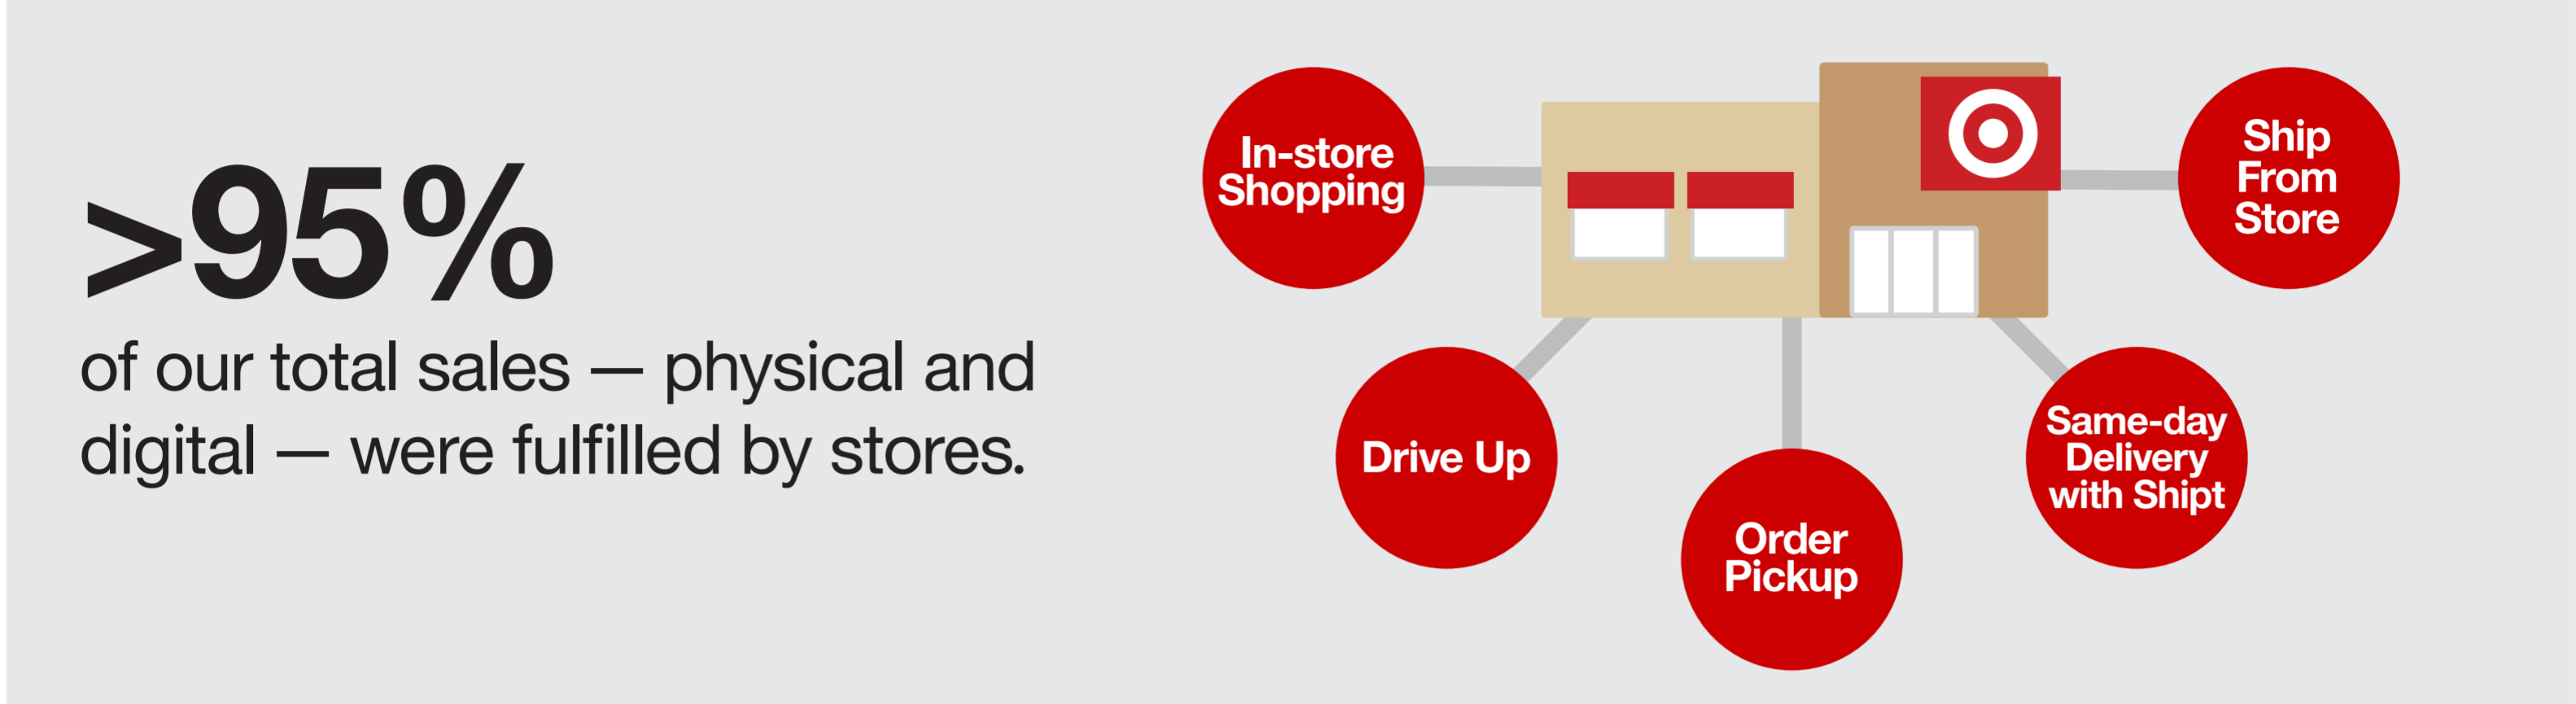 >95%
of our total sales — physical and
digital — were fulfilled by stores.
In-store
Shopping
Drive Up
Order
Pickup
Same-day
Delivery
with Shipt
Ship
From
Store